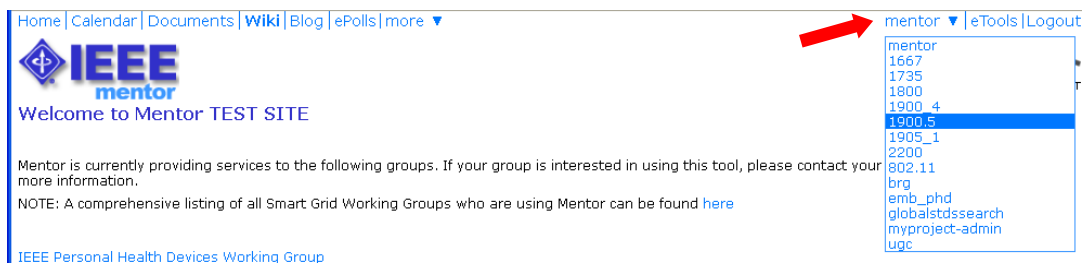 Home|Calendar|Documents|Wiki|Blog|ePolls|more ▼
mentor ▼|eTools|Logout
IEEE
mentor
Welcome to Mentor TEST SITE
Mentor is currently providing services to the following groups. If your group is interested in using this tool, please contact your
more information.
NOTE: A comprehensive listing of all Smart Grid Working Groups who are using Mentor can be found here
IEEE Personal Health Devices Working Group
mentor
1667
1735
1800
1900_4
1900.5
1905_1
2200
802.11
brg
emb_phd
globalstdssearch
myproject-admin
ugc